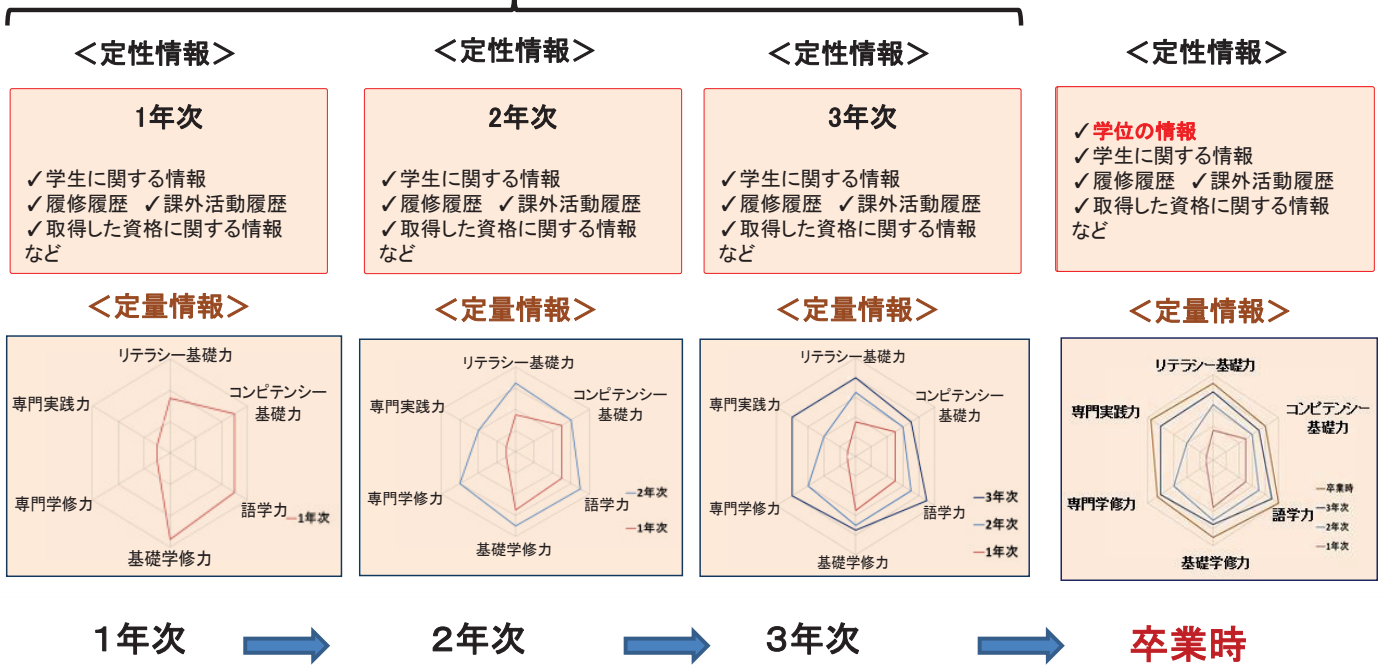 ＜定性情報＞
＜定性情報＞
＜定性情報＞
＜定性情報＞
1年次
✓学生に関する情報
✓履修履歴 ✓課外活動履歴
✓取得した資格に関する情報
など
2年次
✓学生に関する情報
✓履修履歴 ✓課外活動履歴
✓取得した資格に関する情報
など
3年次
✓学生に関する情報
✓履修履歴 ✓課外活動履歴
✓取得した資格に関する情報
など
✓学位の情報
✓学生に関する情報
✓履修履歴 ✓課外活動履歴
✓取得した資格に関する情報
など
＜定量情報＞
＜定量情報＞
＜定量情報＞
＜定量情報＞
リテラシー基礎力
コンピテンシー
基礎力
語学力
基礎学修力
専門学修力
専門実践力
1年次
リテラシー基礎力
コンピテンシー
基礎力
語学力
基礎学修力
専門学修力
専門実践力
2年次
1年次
リテラシー基礎力
コンピテンシー
基礎力
語学力
基礎学修力
専門学修力
専門実践力
3年次
2年次
1年次
リテラシー基礎力
コンピテンシー
基礎力
語学力
基礎学修力
専門学修力
専門実践力
卒業時
3年次
2年次
1年次
1年次
2年次
3年次
卒業時